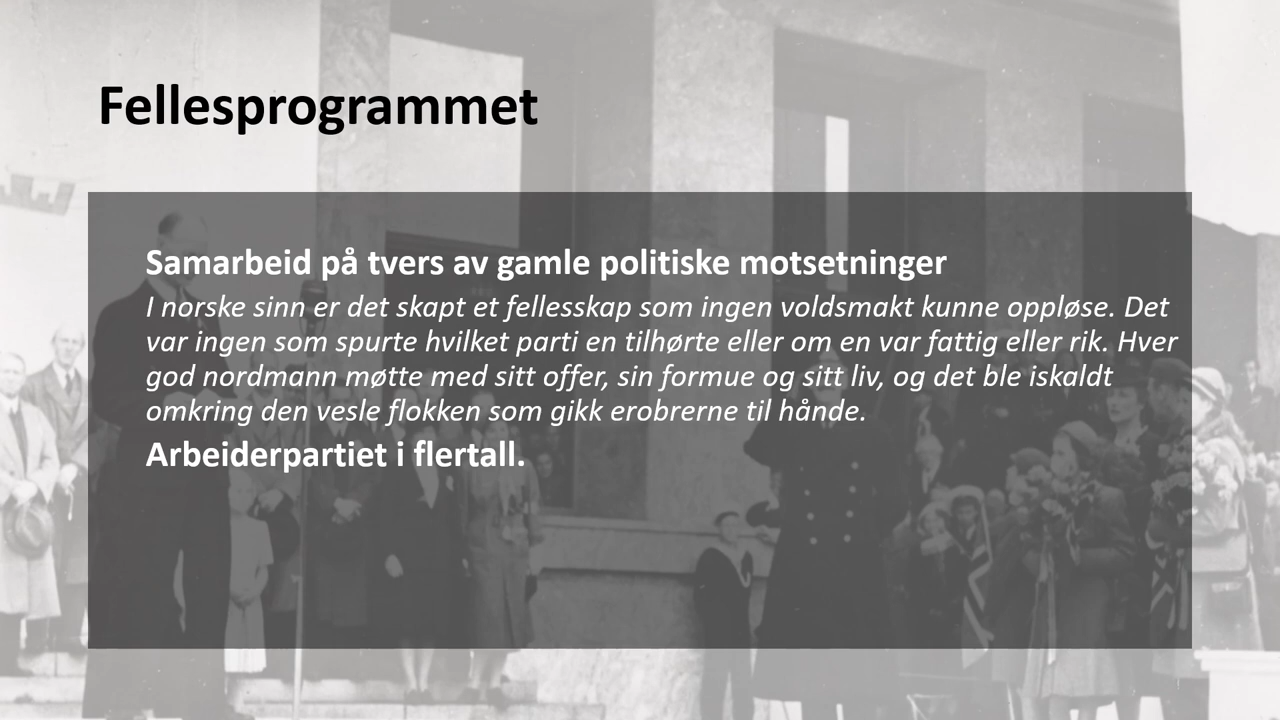 Fellesprogrammet
Samarbeid på tvers av gamle politiske motsetninger
I norske sinn er det skapt et fellesskap som ingen voldsmakt kunne oppløse. Det
var ingen som spurte hvilket parti en tilhørte eller om en var fattig eller rik. Hver
god nordmann møtte med sitt offer, sin formue og sitt liv, og det ble iskaldt
omkring den vesle flokken som gikk erobrerne til hånde.
Arbeiderpartiet i flertall.